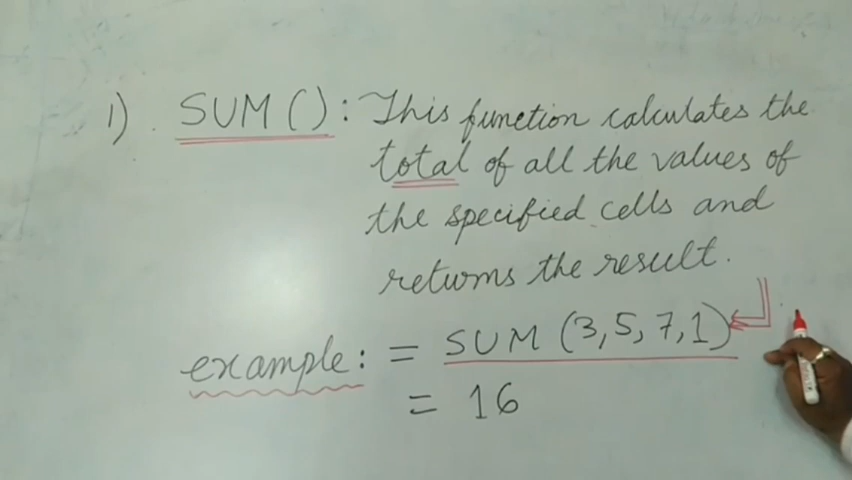 1) SUM() : This function calculates the
total of all the values of
the specified cells and
returns the result.
example: = SUM (3,5,7,1)
= 16